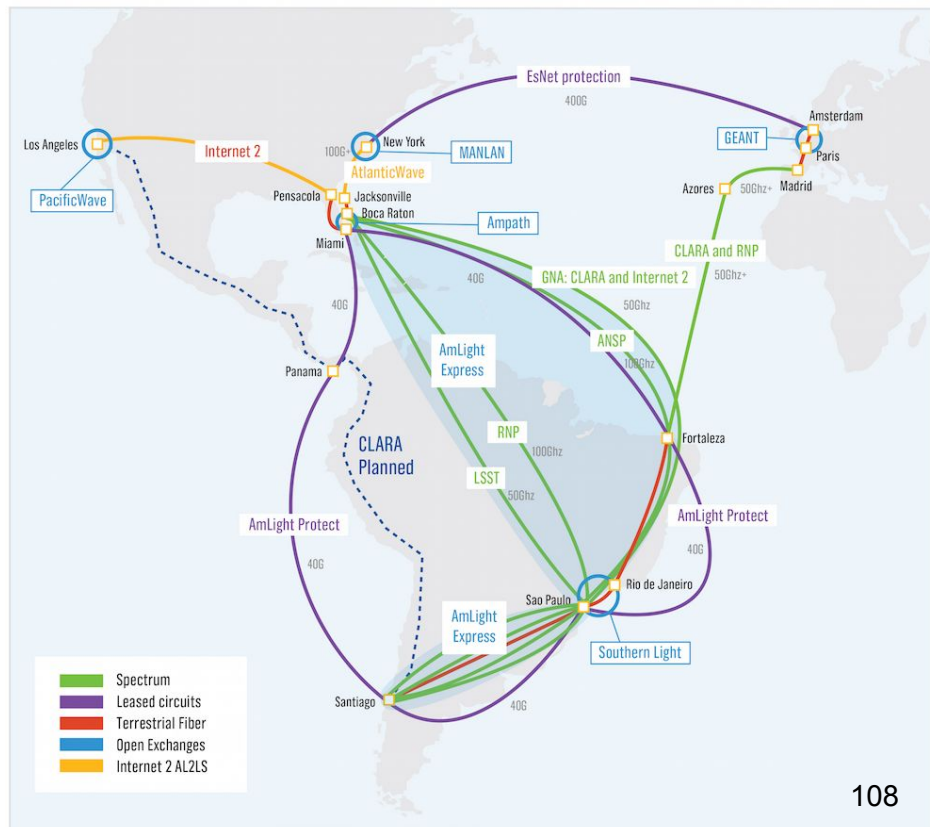 EsNet protection
400G
Amsterdam
GEANT
Paris
Madrid
Los Angeles
Internet 2
100G+
New York
MANLAN
AtlanticWave
PacificWave
Pensacola
Jacksonville
Boca Raton
Ampath
Miami
Azores
50Ghz+
CLARA and RNP
50Ghz+
40G
GNA: CLARA and Internet 2
40G
50Ghz
ANSP
100Ghz
AmLight
Express
Panama
RNP
100Ghz
Fortaleza
CLARA
Planned
LSST
50Ghz
AmLight Protect
40G
AmLight Protect
40G
Rio de Janeiro
Sao Paulo
AmLight
Express
Southern Light
Santiago
40G
Spectrum
Leased circuits
Terrestrial Fiber
Open Exchanges
Internet 2 AL2LS
108